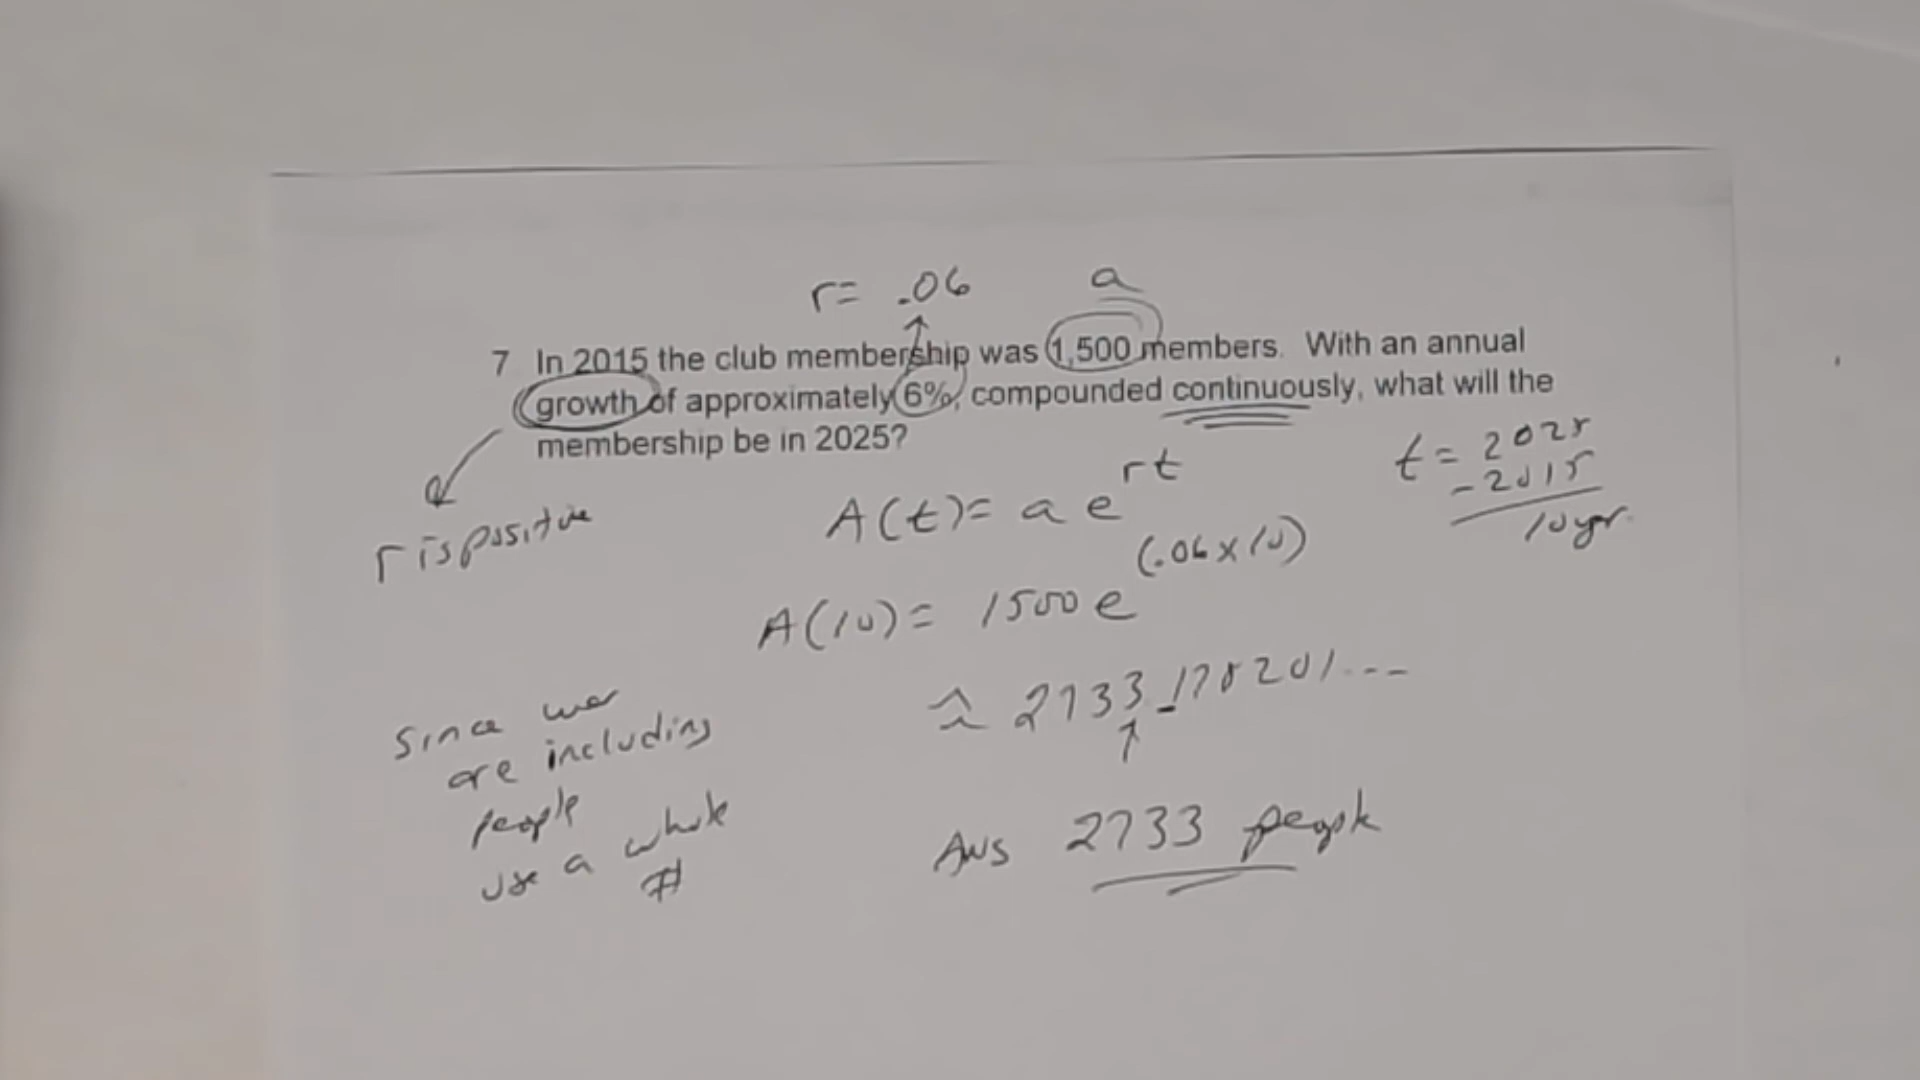 r= .06 a
7 In 2015 the club membership was 1,500 members. With an annual
growth of approximately 6%, compounded continuously, what will the
membership be in 2025?
t = 2025
- 2015
10 yr.
r is positive
A(t)= a e^rt
A(10)= 1500 e^(.06 x 10)
≈ 2733.178201...
Since we
are including
people
use a whole
#
Ans 2733 people